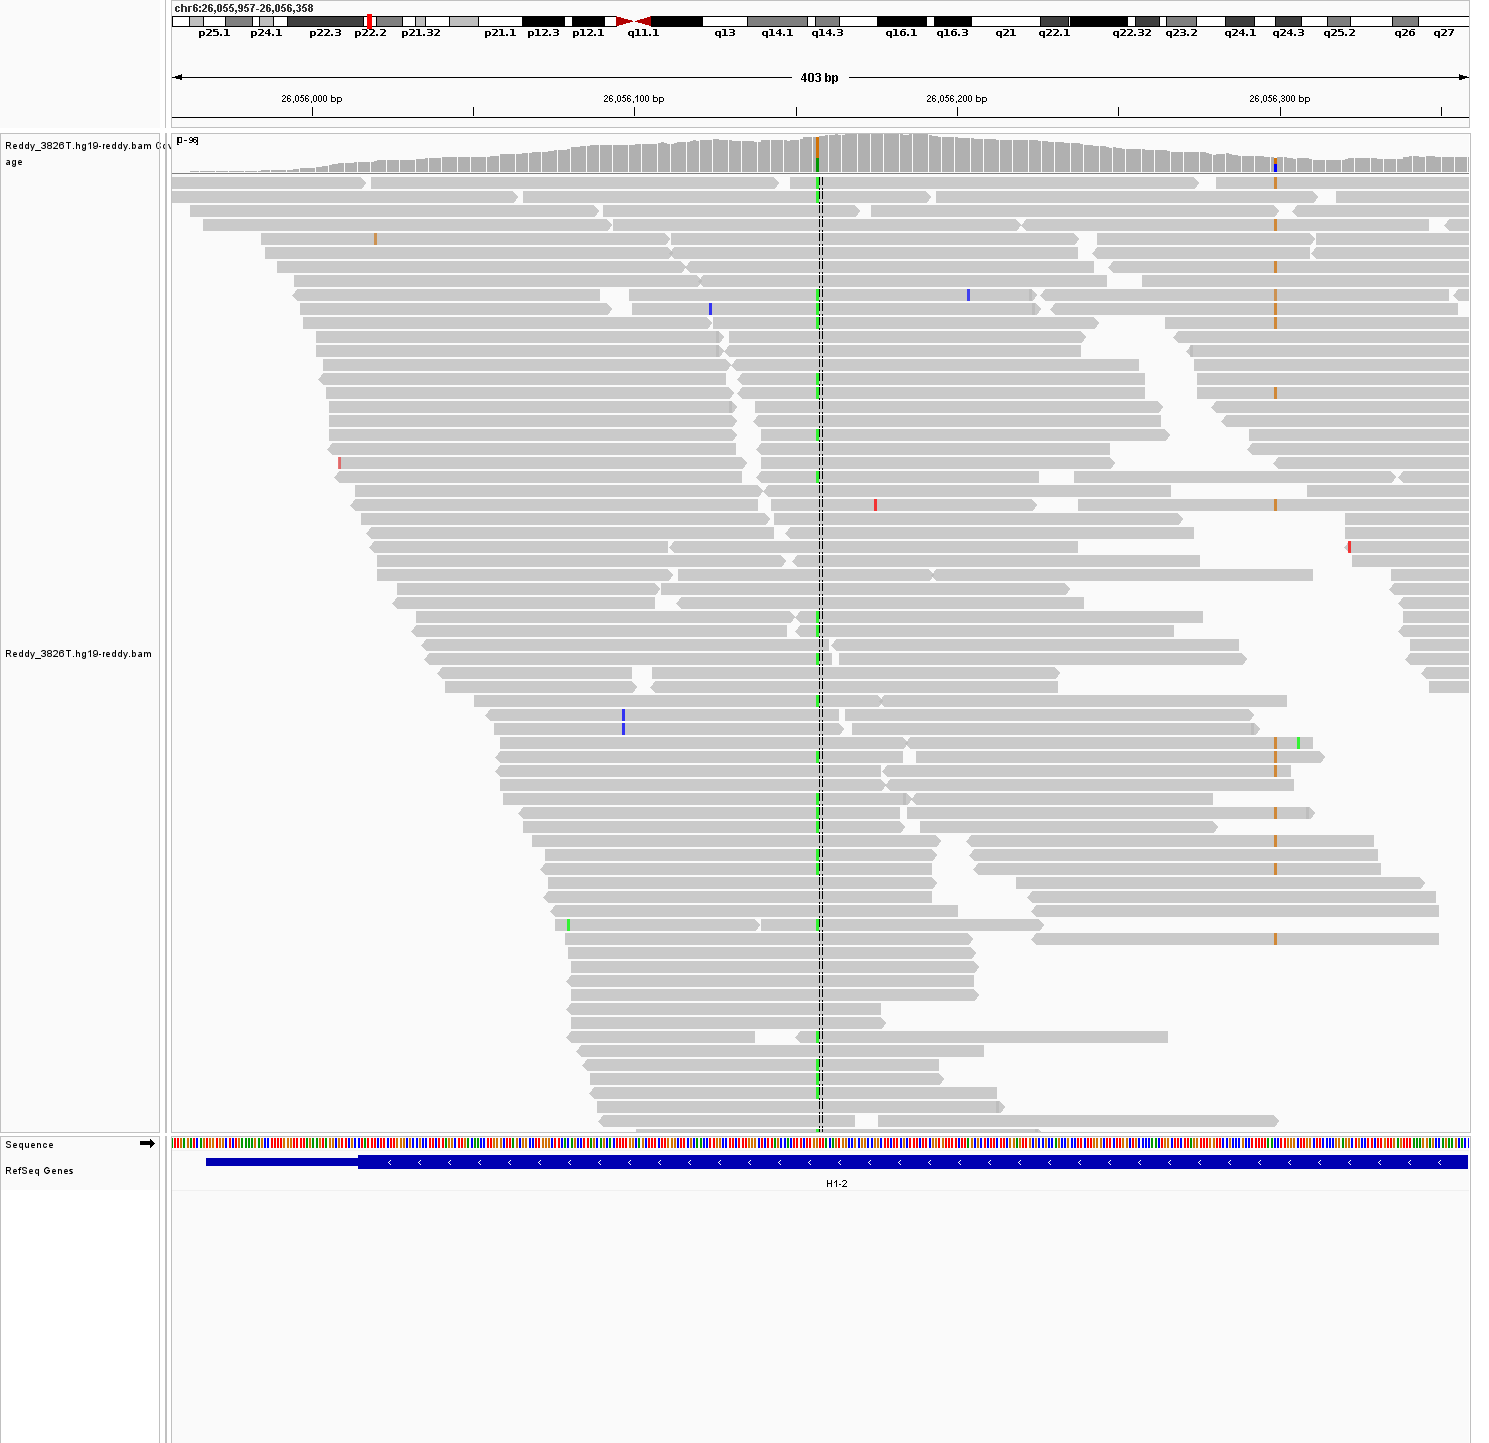 chr6:26,055,957-26,056,358
p25.1 p24.1 p22.3 p22.2 p21.32 p21.1 p12.3 p12.1 q11.1 q13 q14.1 q14.3 q16.1 q16.3 q21 q22.1 q22.32 q23.2 q24.1 q24.3 q25.2 q26 q27
403 bp
26,056,000 bp 26,056,100 bp 26,056,200 bp 26,056,300 bp
[0-96]
Reddy_3826T.hg19-reddy.bam Cov
age
Reddy_3826T.hg19-reddy.bam
Sequence
RefSeq Genes
H1-2